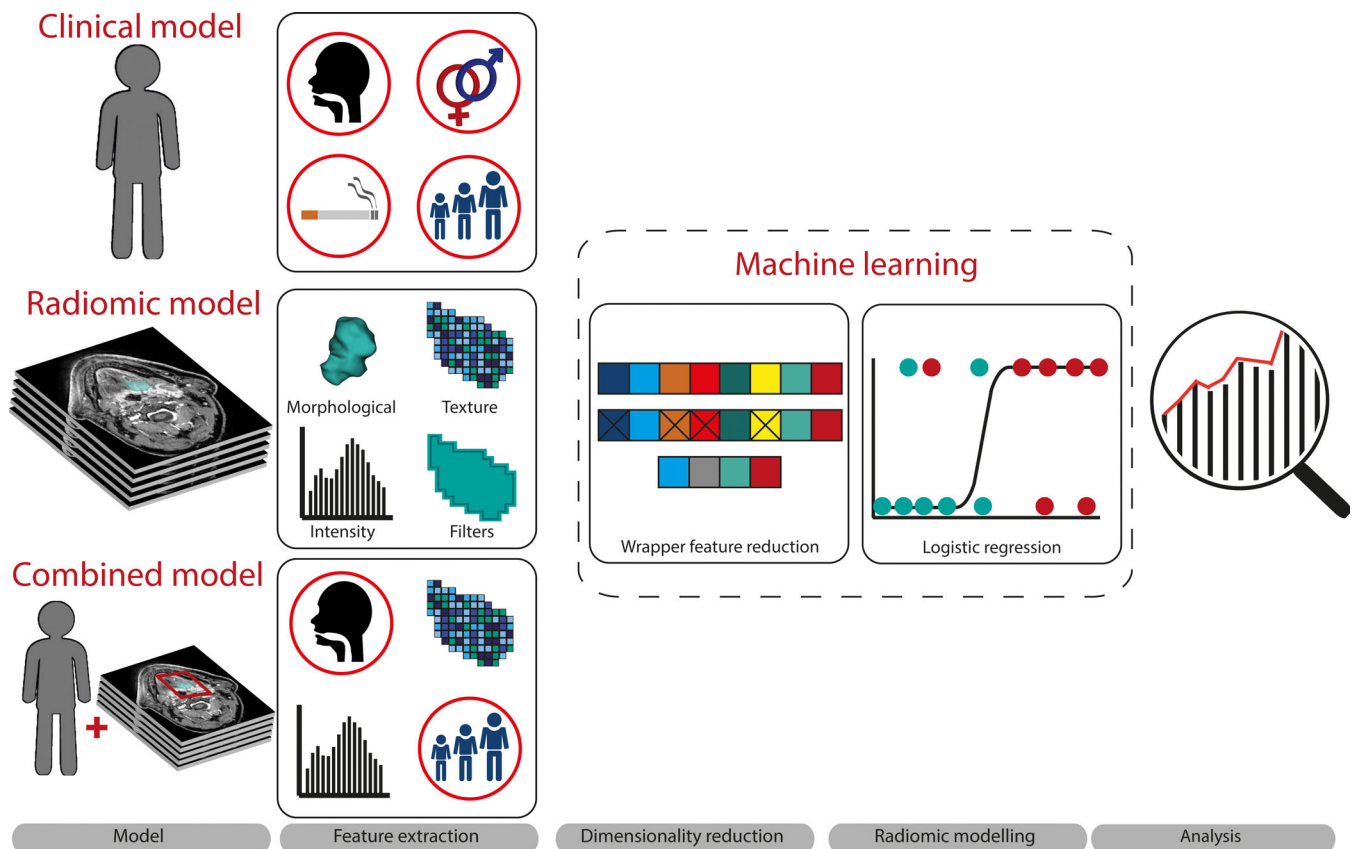 Clinical model
Radiomic model
Morphological
Texture
Intensity
Filters
Combined model
Machine learning
Wrapper feature reduction
Logistic regression
Model
Feature extraction
Dimensionality reduction
Radiomic modelling
Analysis